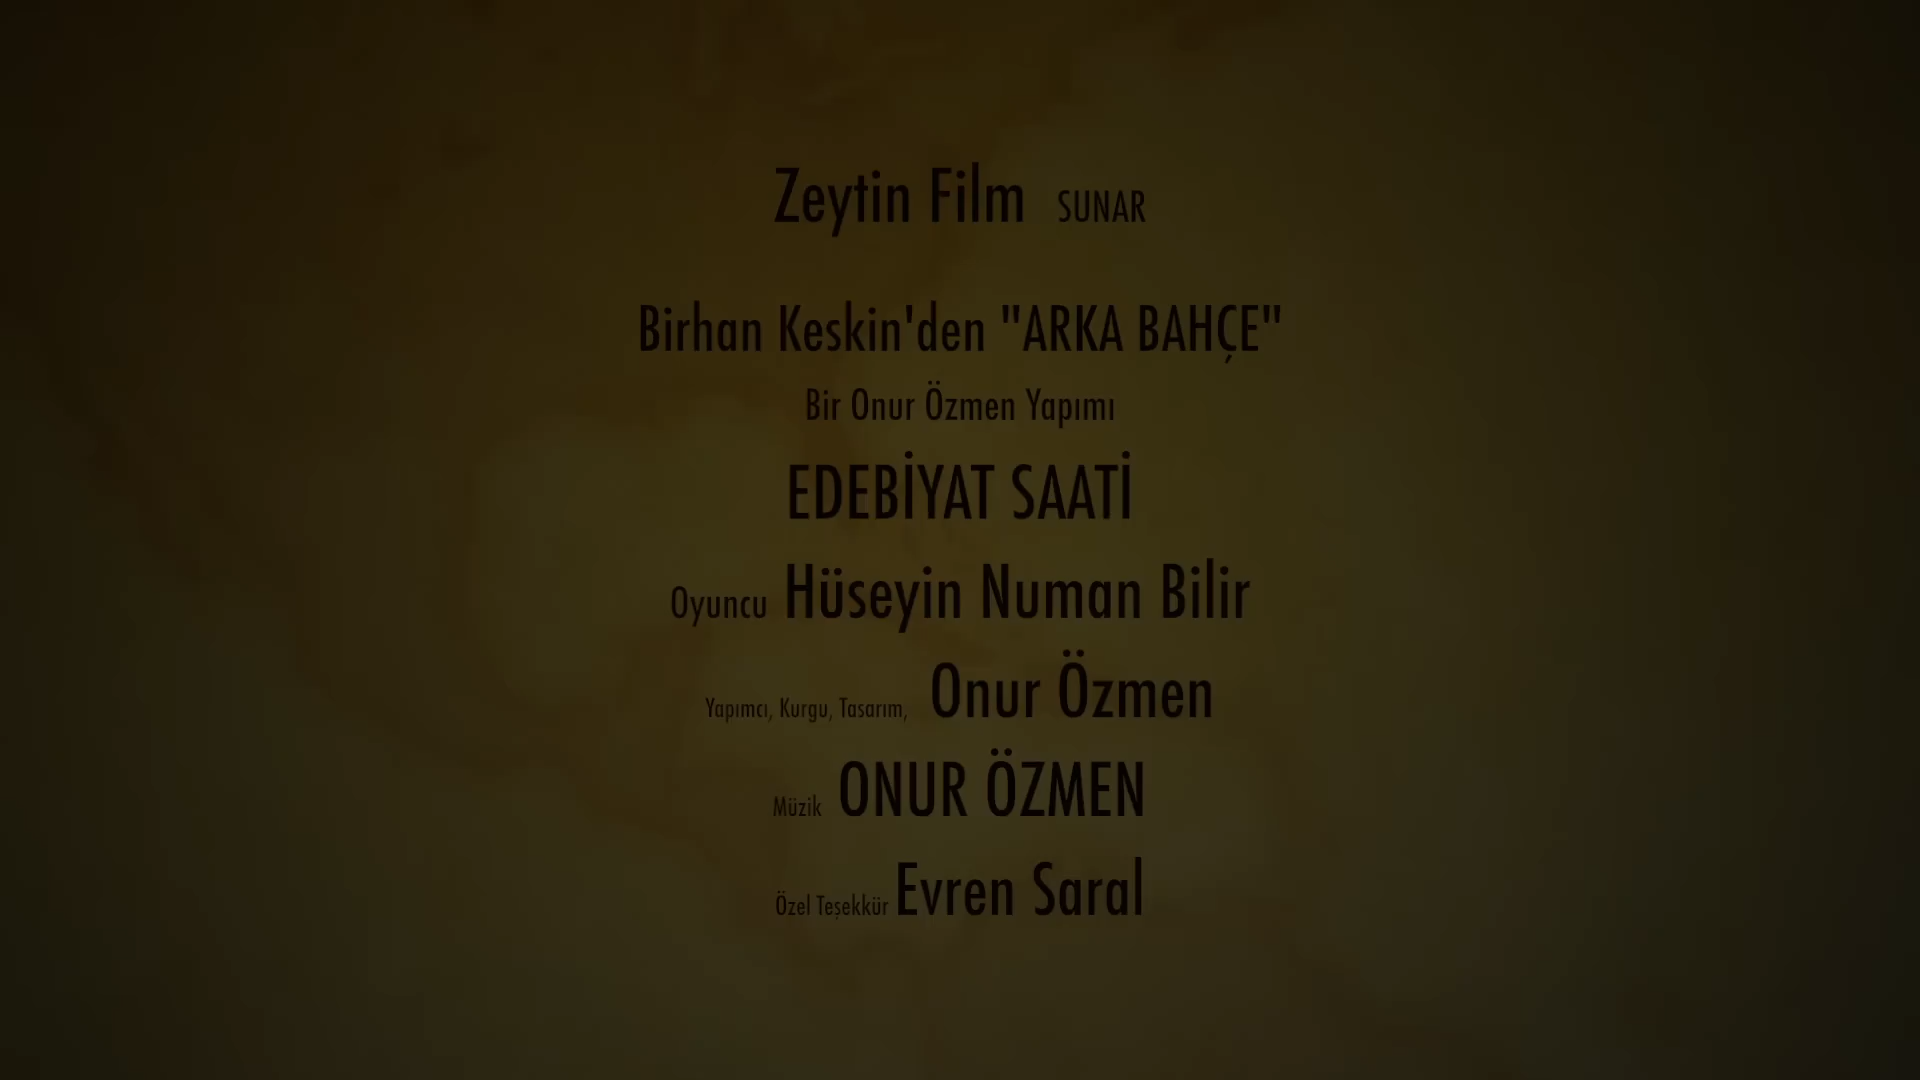 Zeytin Film SUNAR
Birhan Keskin'den "ARKA BAHÇE"
Bir Onur Özmen Yapımı
EDEBİYAT SAATİ
Oyuncu Hüseyin Numan Bilir
Yapımcı, Kurgu, Tasarım, Onur Özmen
Müzik ONUR ÖZMEN
Özel Teşekkür Evren Saral